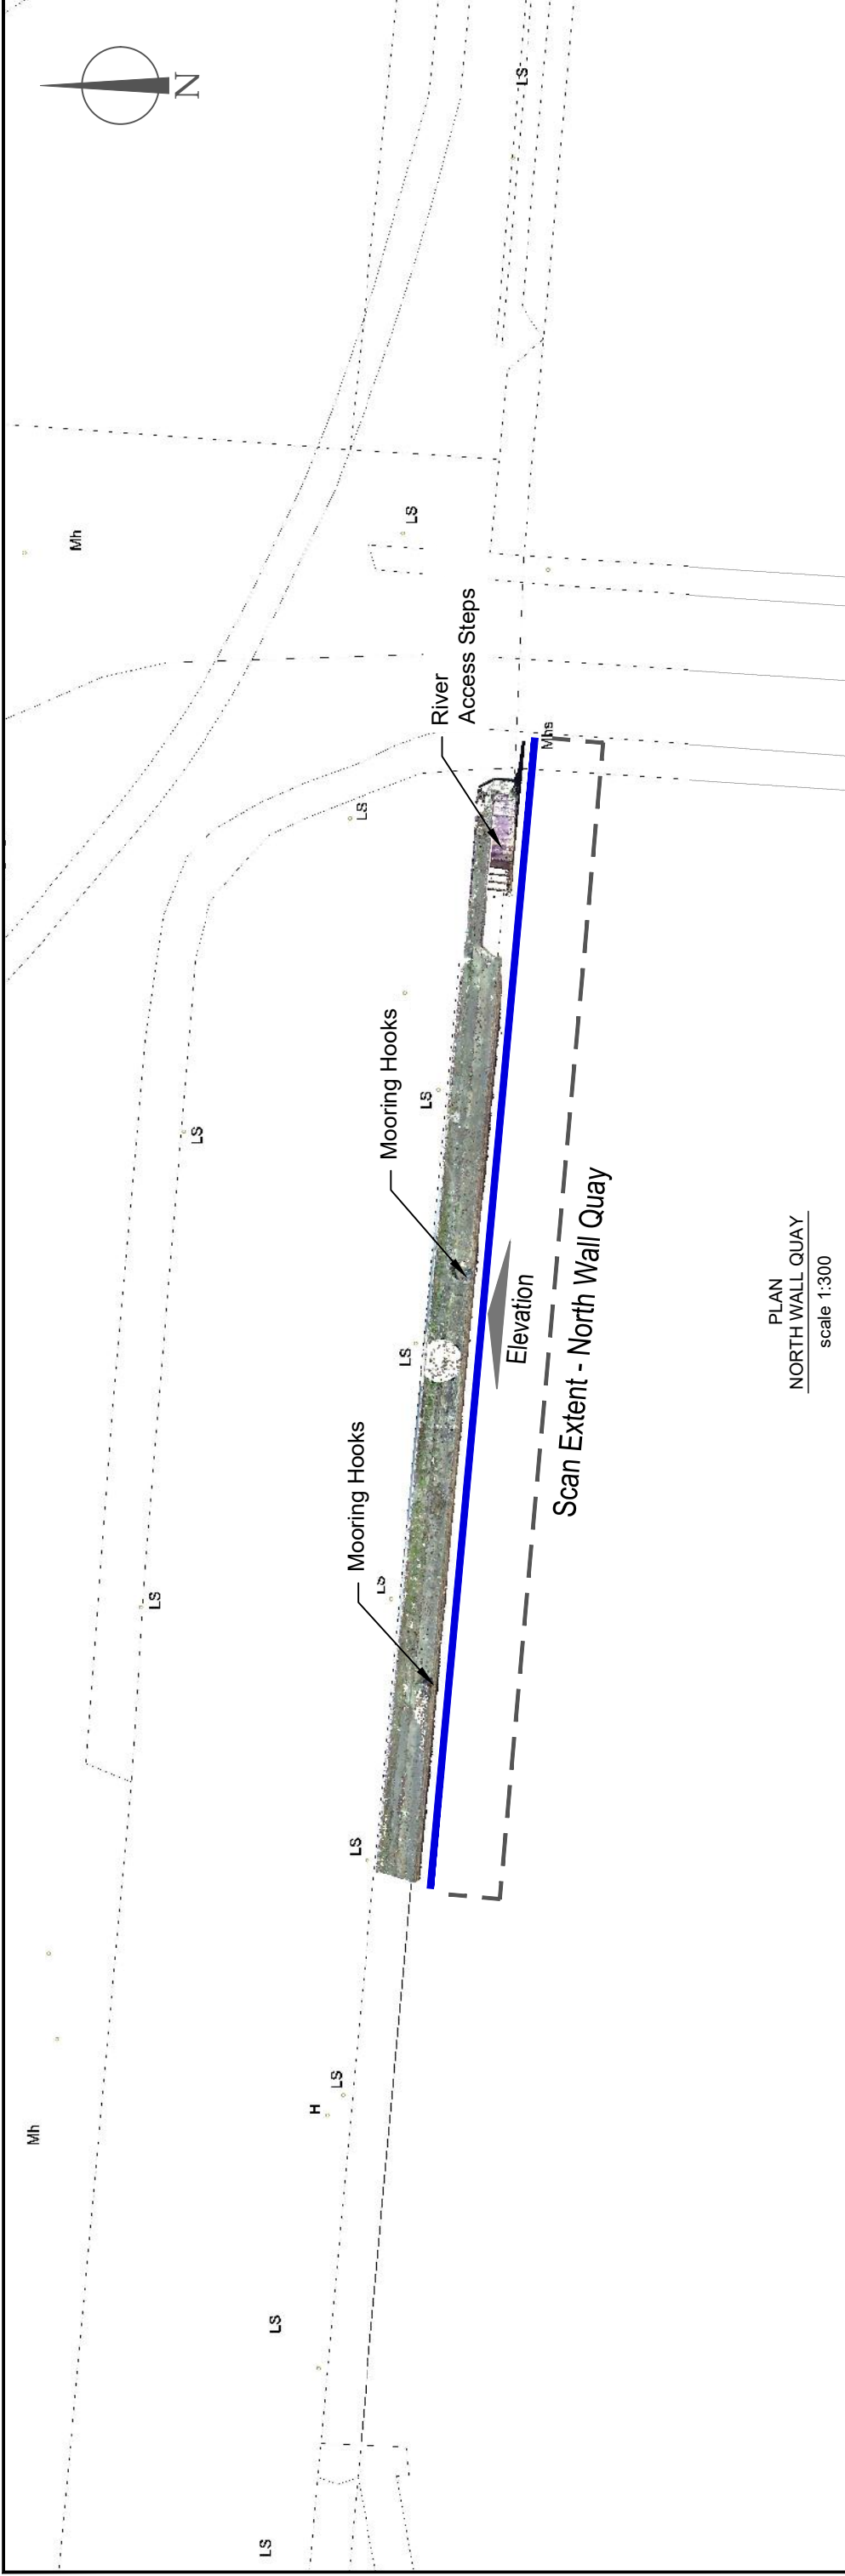 Mh
Mh
LS
N
LS
LS
LS
H
LS
LS
Mooring Hooks
LS
LS
Mooring Hooks
LS
LS
LS
River
Access Steps
Elevation
LS
Mhs
Scan Extent - North Wall Quay
PLAN
NORTH WALL QUAY
scale 1:300